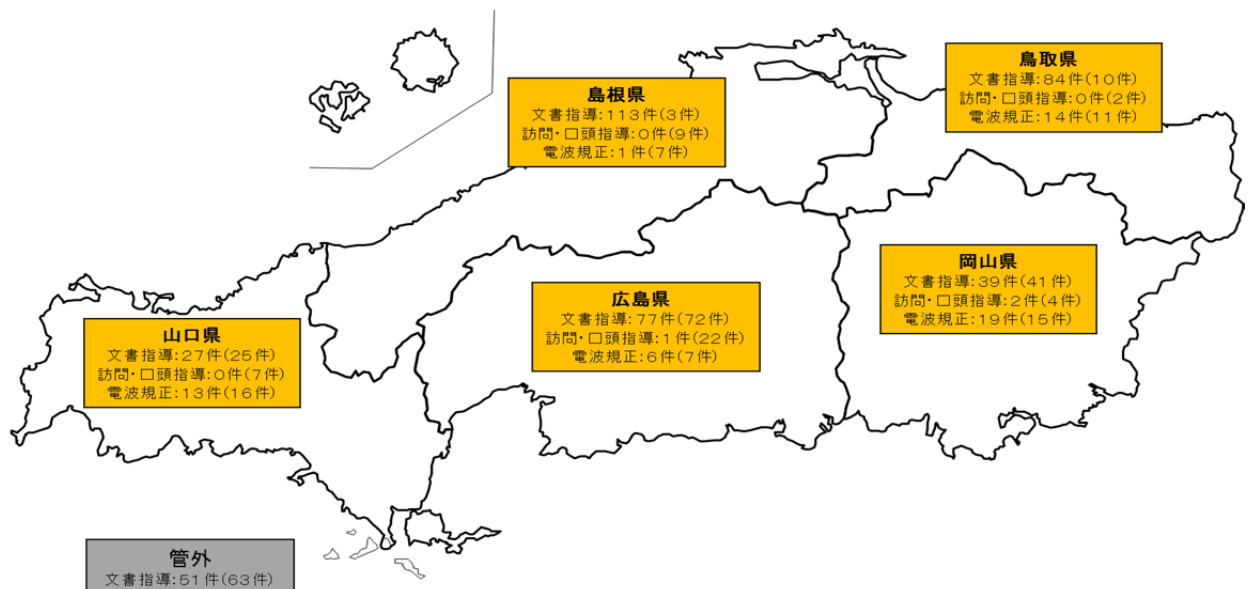 鳥取県
文書指導:84件(10件)
訪問・口頭指導:0件(2件)
電波規正:14件(11件)
島根県
文書指導:113件(3件)
訪問・口頭指導:0件(9件)
電波規正:1件(7件)
岡山県
文書指導:39件(41件)
訪問・口頭指導:2件(4件)
電波規正:19件(15件)
広島県
文書指導:77件(72件)
訪問・口頭指導:1件(22件)
電波規正:6件(7件)
山口県
文書指導:27件(25件)
訪問・口頭指導:0件(7件)
電波規正:13件(16件)
管外
文書指導:51件(63件)